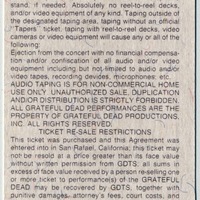 stand, if needed. Absolutely no reel-to-reel decks,
and/or video equipment of any kind. Taping outside of
the designated taping area, taping without an official
"Tapes" ticket, taping with reel-to-reel decks, video
cameras or video equipment will cause any or all of the
following:
Ejection from the concert with no financial compensa-
tion and/or confiscation of all audio and/or video
equipment including but not limited to audio and/or
video tapes, recording devices, microphones, etc.
AUDIO TAPING IS FOR NON-COMMERCIAL HOME
USE ONLY. UNAUTHORIZED SALE, DUPLICATION
AND/OR DISTRIBUTION IS STRICTLY FORBIDDEN.
ALL GRATEFUL DEAD PERFORMANCES ARE THE
PROPERTY OF GRATEFUL DEAD PRODUCTIONS,
INC. ALL RIGHTS RESERVED.
TICKET RE-SALE RESTRICTIONS
This ticket was purchased and this Agreement was
entered into in San Rafael, California; this ticket may
not be resold at a price greater than its face value
without written permission from GDTS; all sums in
excess of face value received by a person re-selling one
or more ticket to performance(s) of the GRATEFUL
DEAD may be recovered by GDTS, together with
punitive damages, attorney's fees, court costs, and